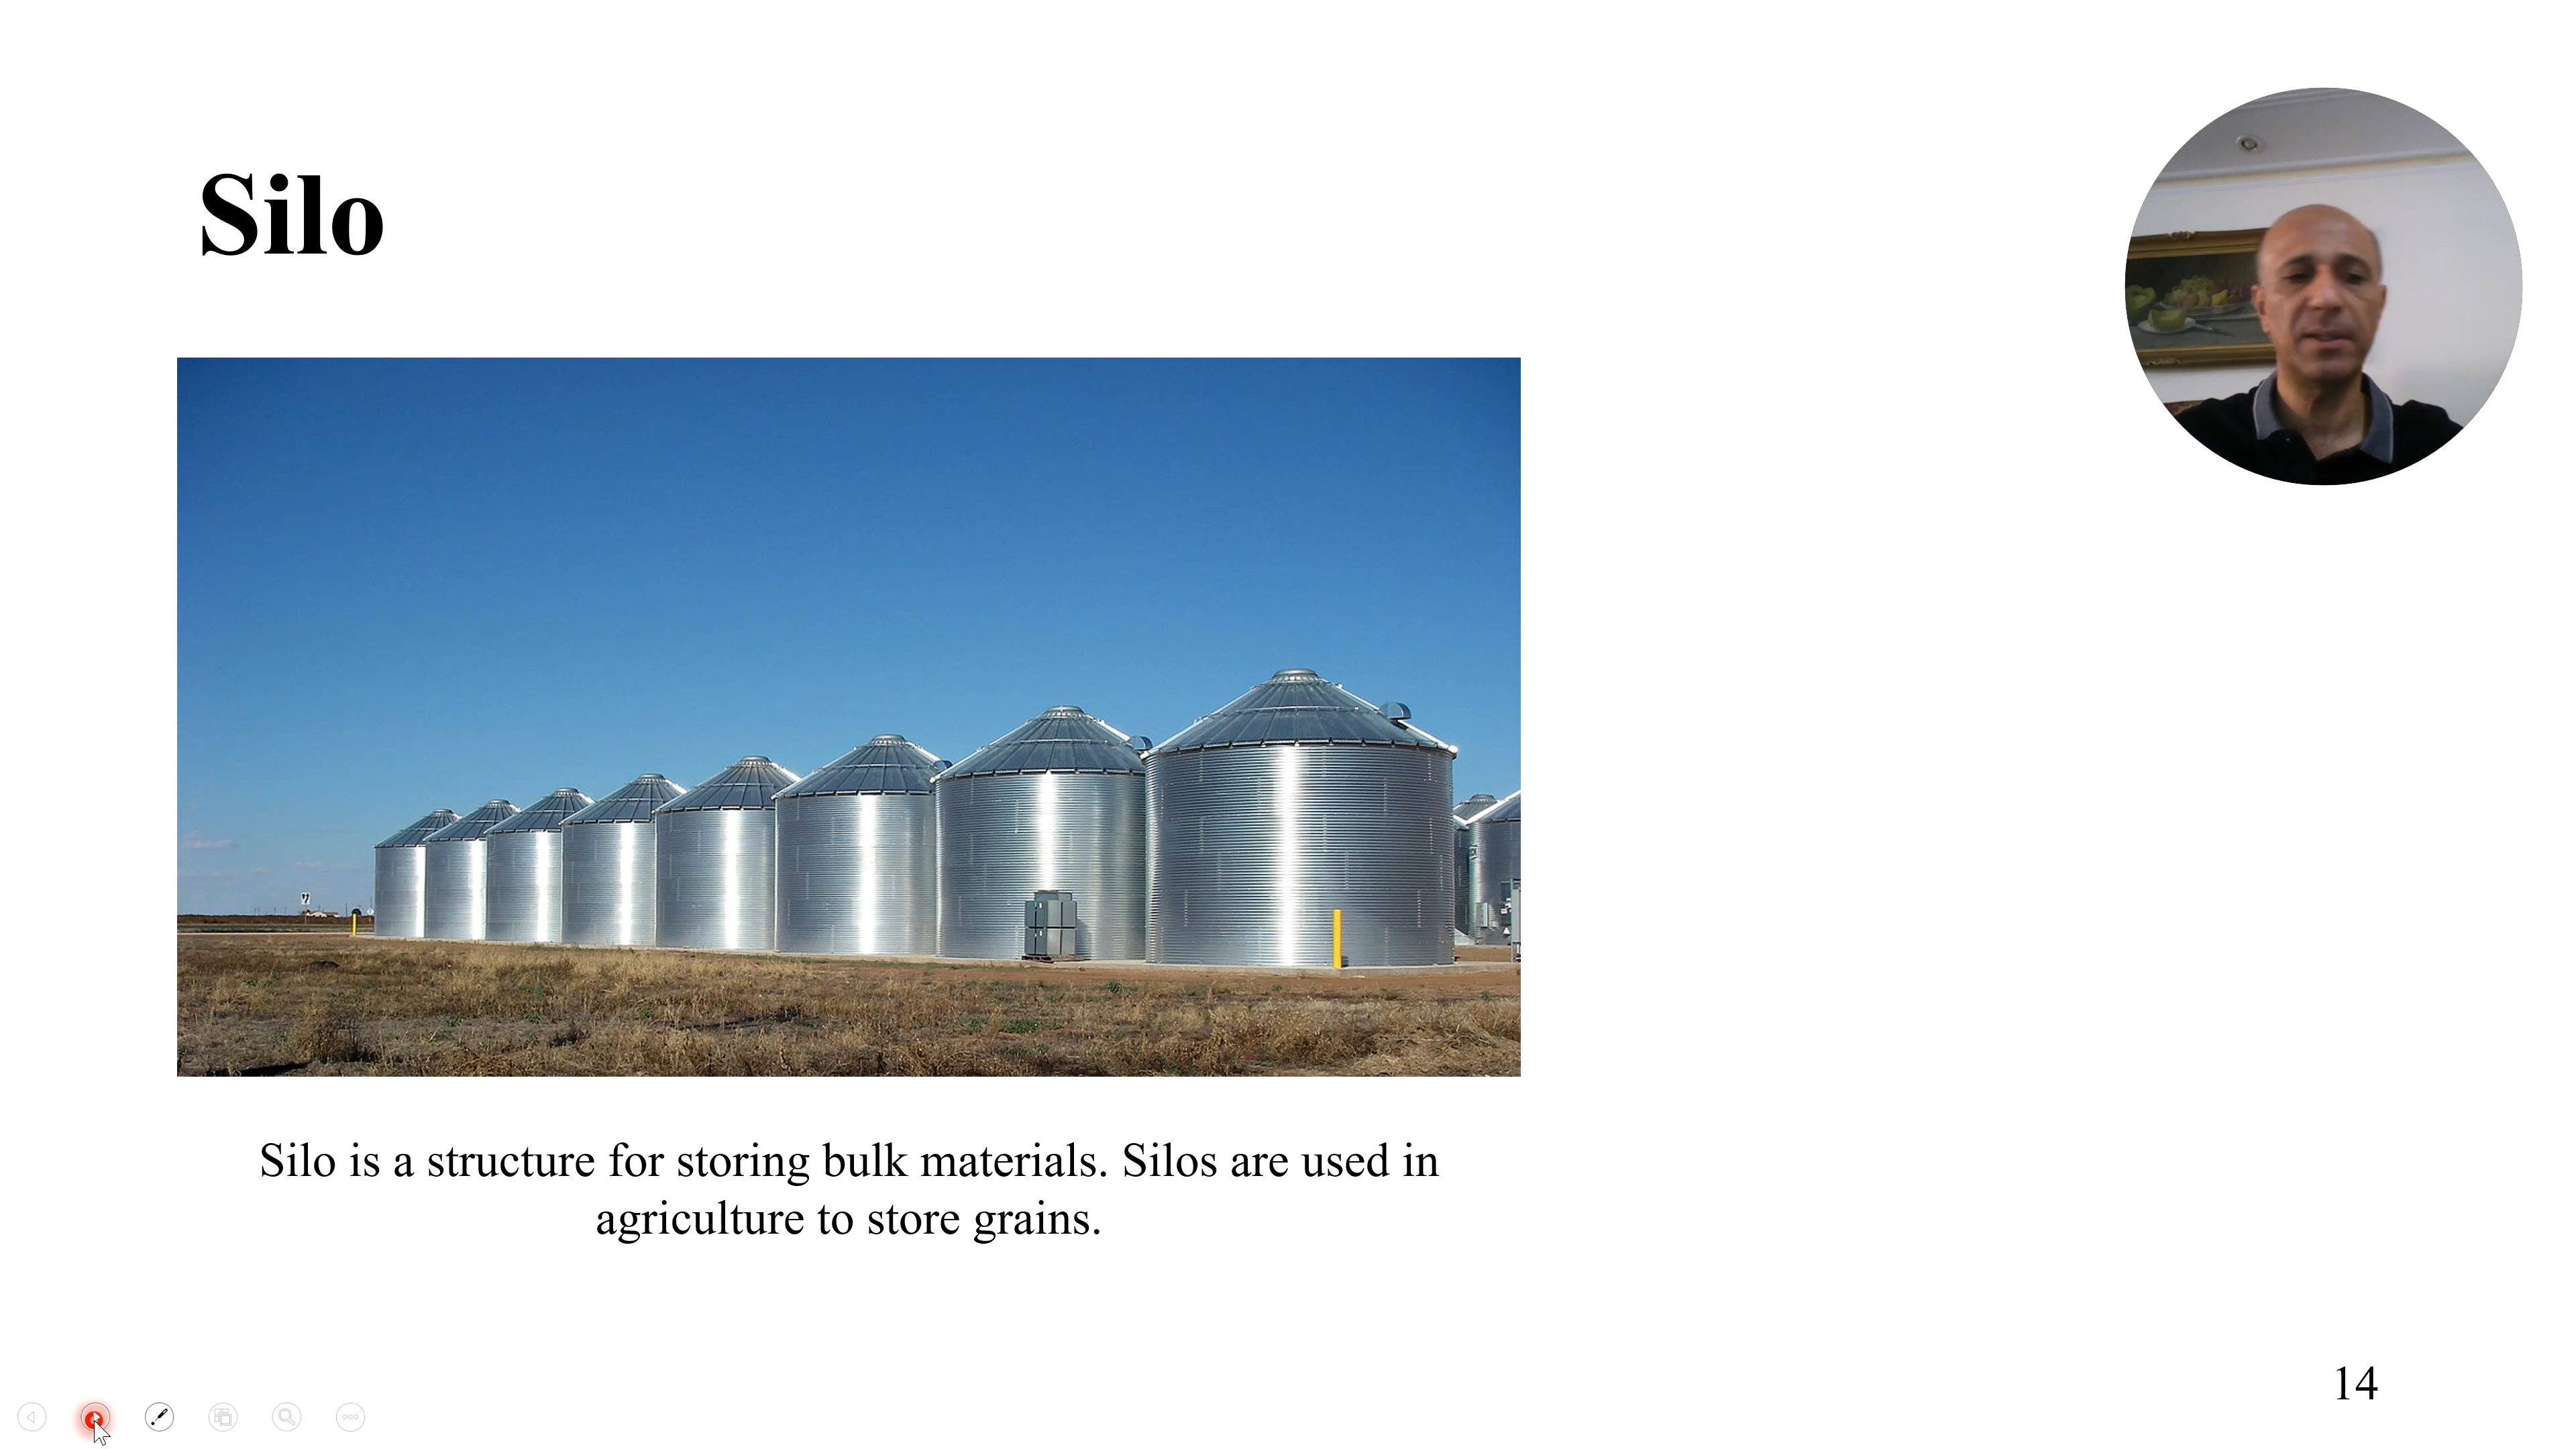 Silo
Silo is a structure for storing bulk materials. Silos are used in
agriculture to store grains.
14